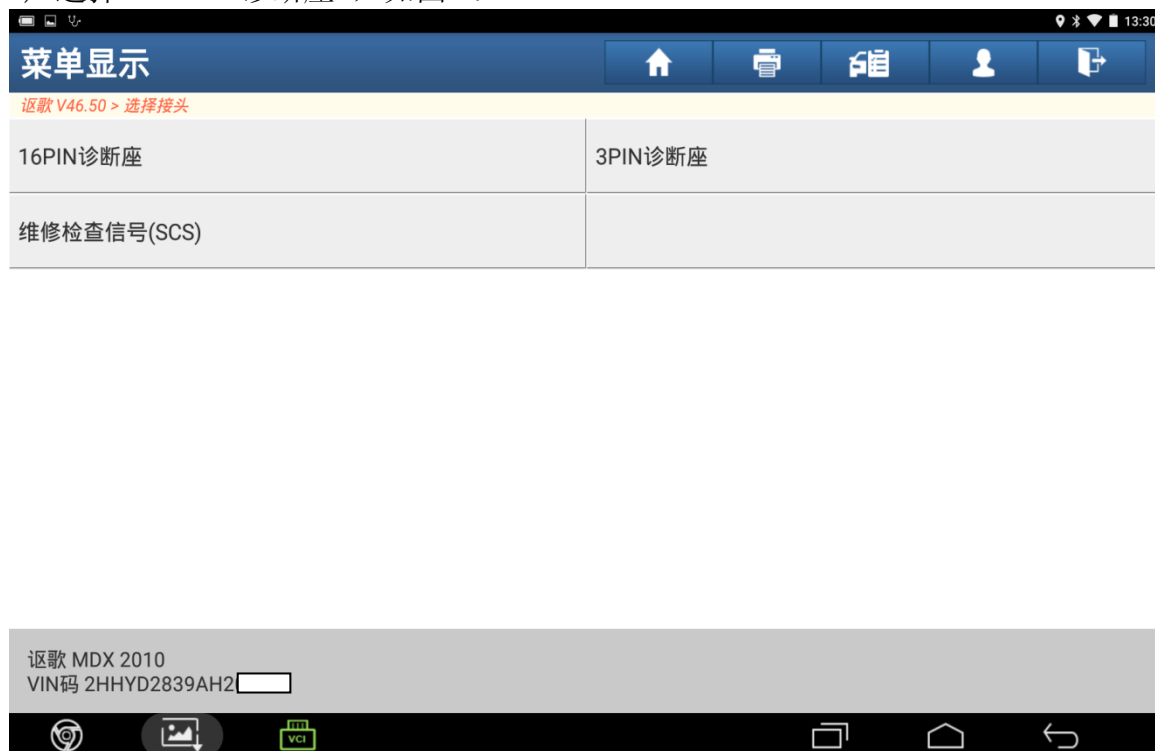 13:30
菜单显示
讴歌 V46.50 > 选择接头
16PIN诊断座
3PIN诊断座
维修检查信号(SCS)
讴歌 MDX 2010
VIN码 2HHYD2839AH2
VCI